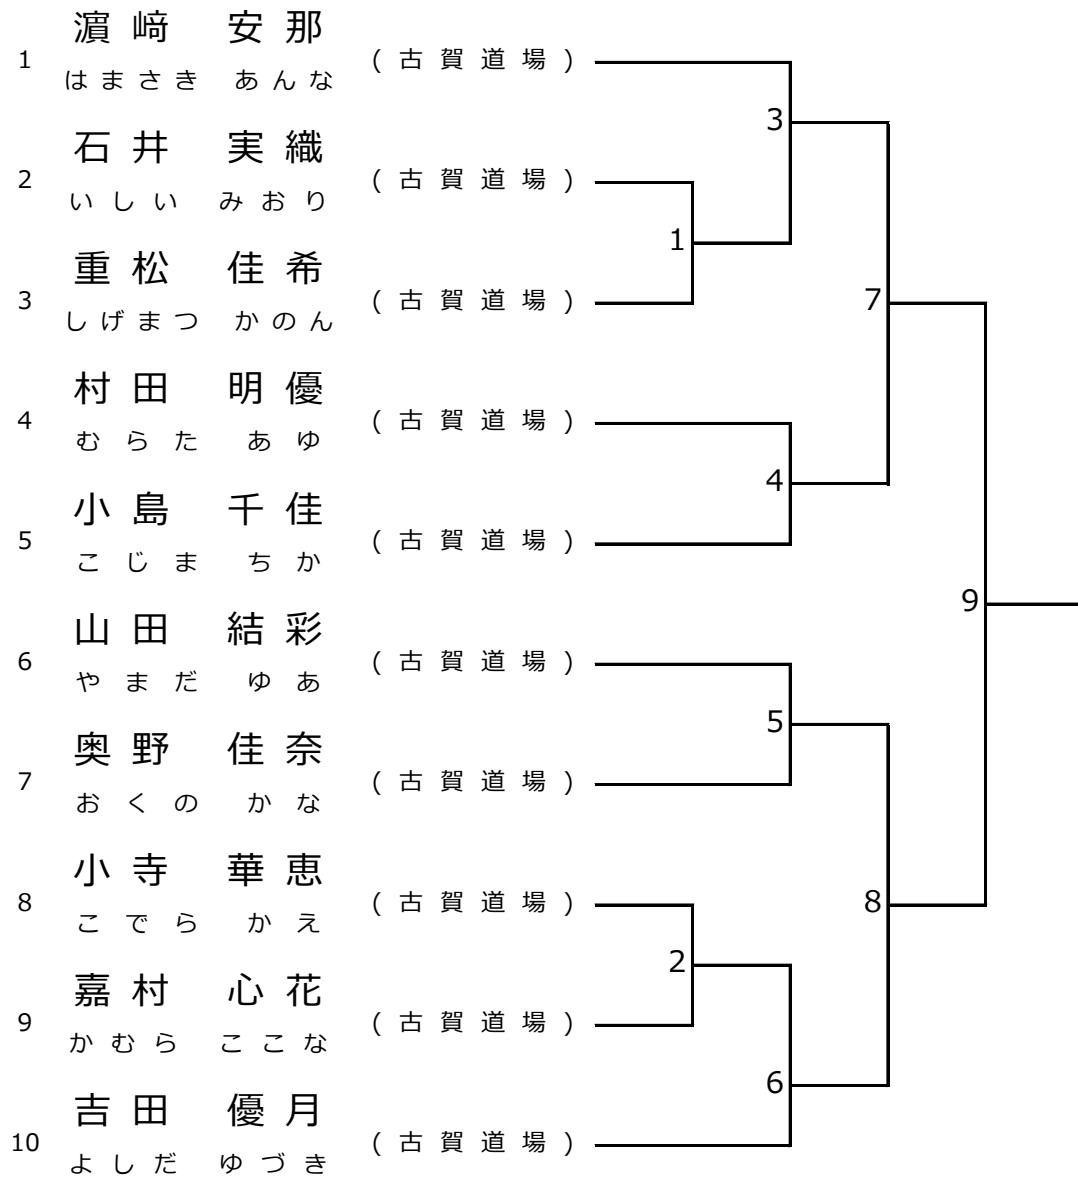 濵﨑 安那
1 (古賀道場)
はまさき あんな
3
石井 実織
2 (古賀道場)
いしい みおり
1
重松 佳希
3 (古賀道場) 7
しげまつ かのん
村田 明優
4 (古賀道場)
むらた あゆ
4
小島 千佳
5 (古賀道場)
こじま ちか
9
山田 結彩
6 (古賀道場)
やまだ ゆあ
5
奥野 佳奈
7 (古賀道場)
おくの かな
小寺 華恵
8 (古賀道場) 8
こでら かえ
2
嘉村 心花
9 (古賀道場)
かむら ここな
6
吉田 優月
10 (古賀道場)
よしだ ゆづき